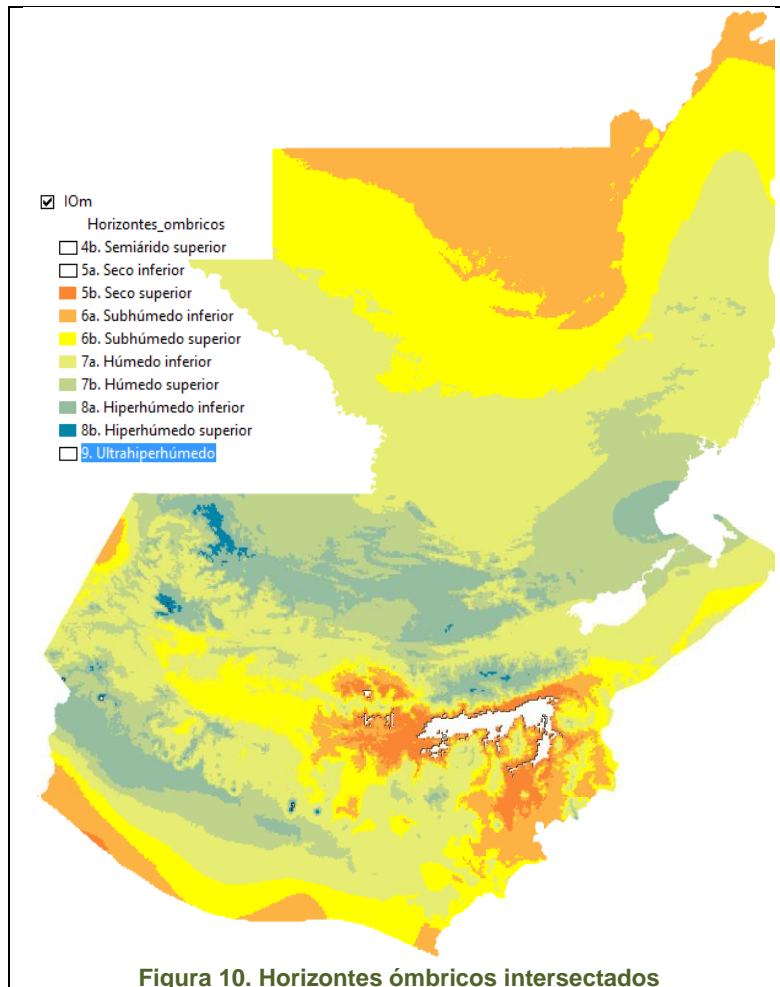 IOm
Horizontes_ombricos
4b. Semiárido superior
5a. Seco inferior
5b. Seco superior
6a. Subhúmedo inferior
6b. Subhúmedo superior
7a. Húmedo inferior
7b. Húmedo superior
8a. Hiperhúmedo inferior
8b. Hiperhúmedo superior
9. Ultrahiperhúmedo
Figura 10. Horizontes ómbricos intersectados